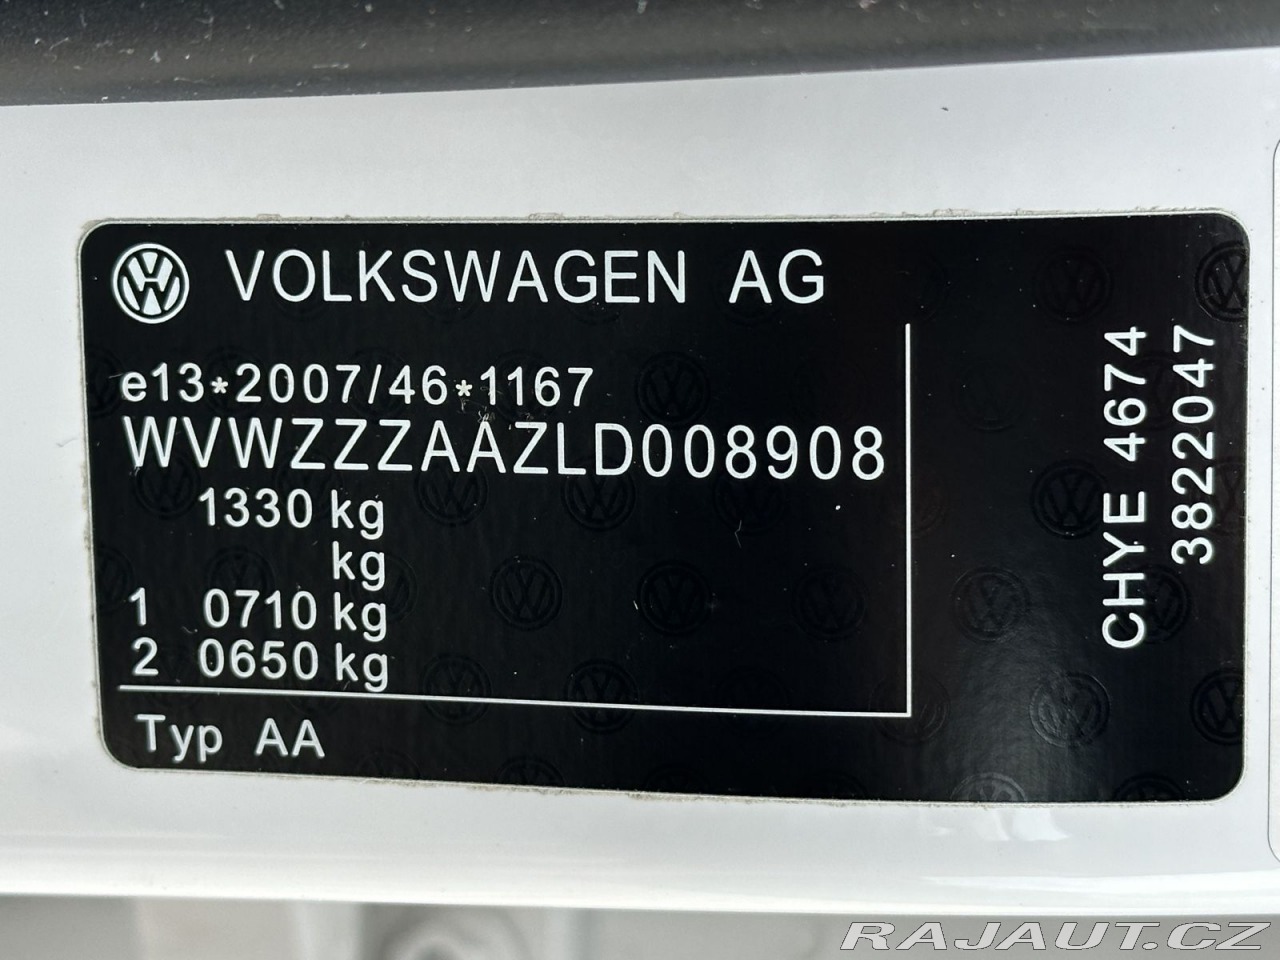 VOLKSWAGEN AG
e13*2007/46*1167
WVWZZZAAZLD008908
1330 kg
kg
1 0710 kg
2 0650 kg
Typ AA
CHYE 4674
3822047
RAJAUT.CZ